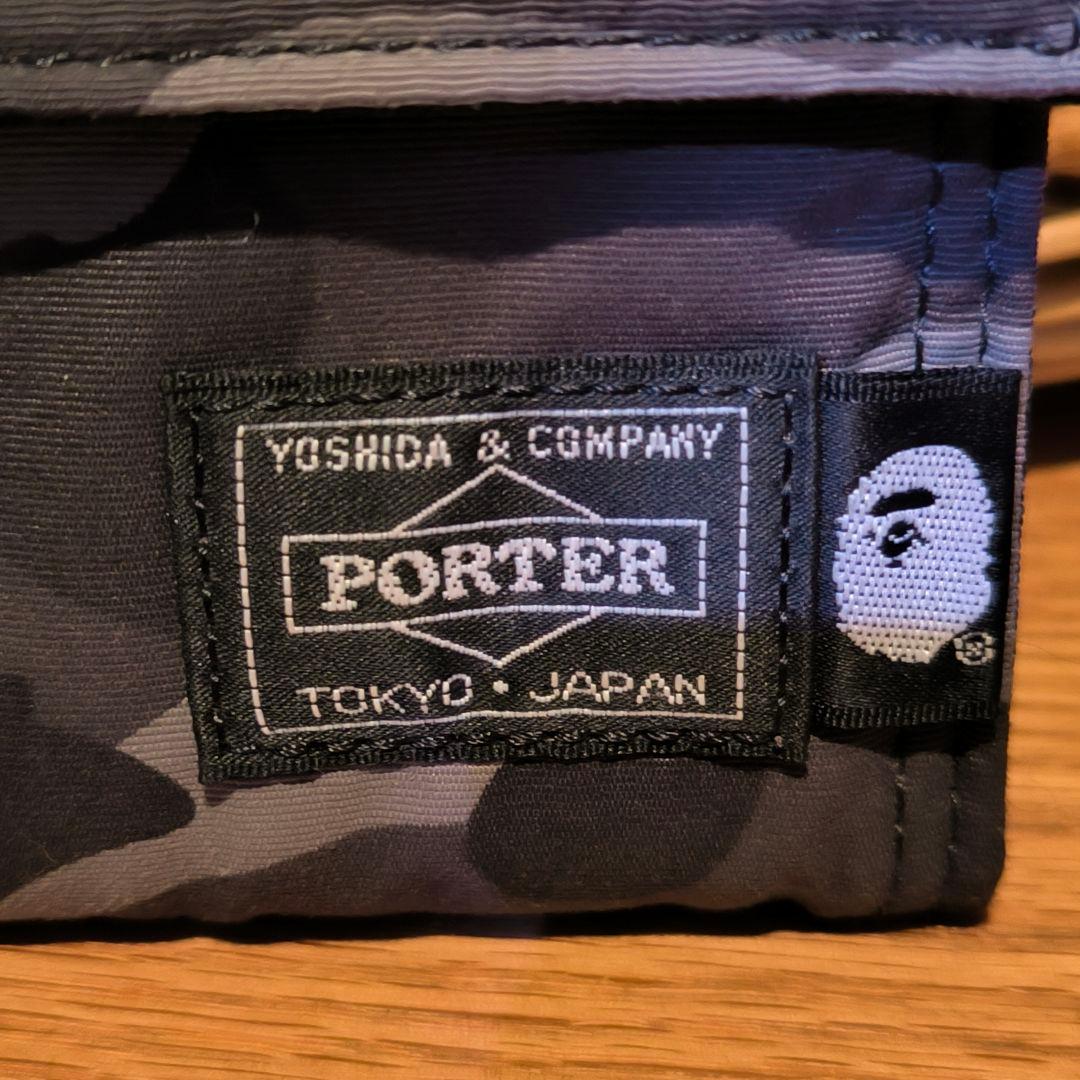 YOSHIDA & COMPANY
PORTER
TOKYO • JAPAN
®